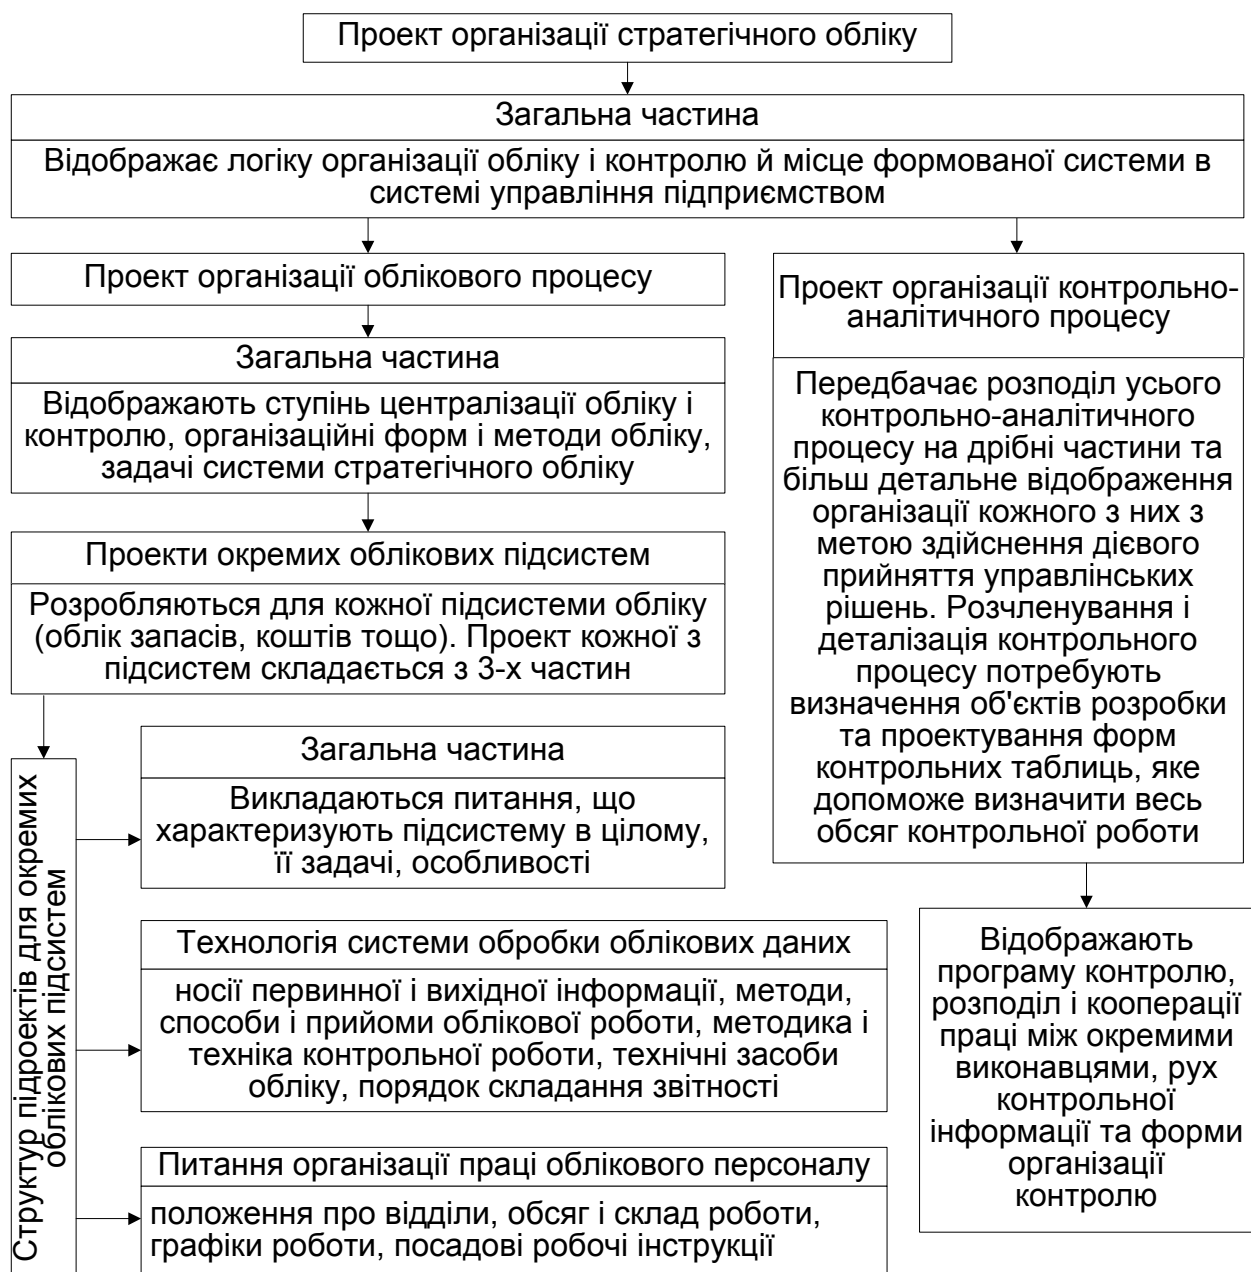 Проект організації стратегічного обліку
Загальна частина
Відображає логіку організації обліку і контролю й місце формованої системи в
системі управління підприємством
Проект організації облікового процесу
Загальна частина
Відображають ступінь централізації обліку і
контролю, організаційні форм і методи обліку,
задачі системи стратегічного обліку
Проекти окремих облікових підсистем
Розробляються для кожної підсистеми обліку
(облік запасів, коштів тощо). Проект кожної з
підсистем складається з 3-х частин
Структур підроектів для окремих
облікових підсистем
Загальна частина
Викладаються питання, що
характеризують підсистему в цілому,
її задачі, особливості
Технологія системи обробки облікових даних
носії первинної і вихідної інформації, методи,
способи і прийоми облікової роботи, методика і
техніка контрольної роботи, технічні засоби
обліку, порядок складання звітності
Питання організації праці облікового персоналу
положення про відділи, обсяг і склад роботи,
графіки роботи, посадові робочі інструкції
Проект організації контрольно-
аналітичного процесу
Передбачає розподіл усього
контрольно-аналітичного
процесу на дрібні частини та
більш детальне відображення
організації кожного з них з
метою здійснення дієвого
прийняття управлінських
рішень. Розчленування і
деталізація контрольного
процесу потребують
визначення об'єктів розробки
та проектування форм
контрольних таблиць, яке
допоможе визначити весь
обсяг контрольної роботи
Відображають
програму контролю,
розподіл і кооперації
праці між окремими
виконавцями, рух
контрольної
інформації та форми
організації
контролю